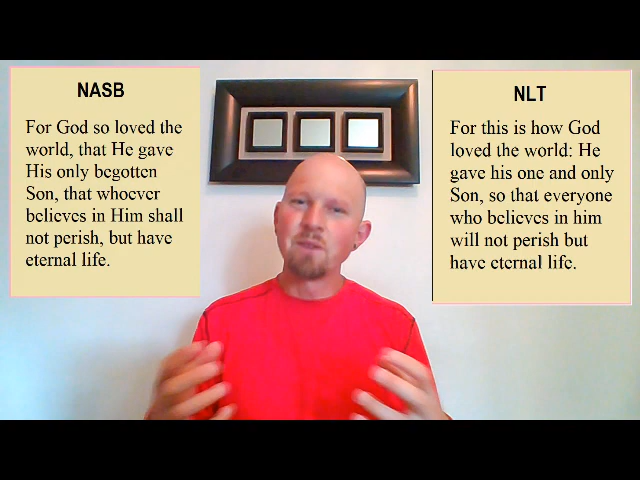 NASB
For God so loved the
world, that He gave
His only begotten
Son, that whoever
believes in Him shall
not perish, but have
eternal life.
NLT
For this is how God
loved the world: He
gave his one and only
Son, so that everyone
who believes in him
will not perish but
have eternal life.